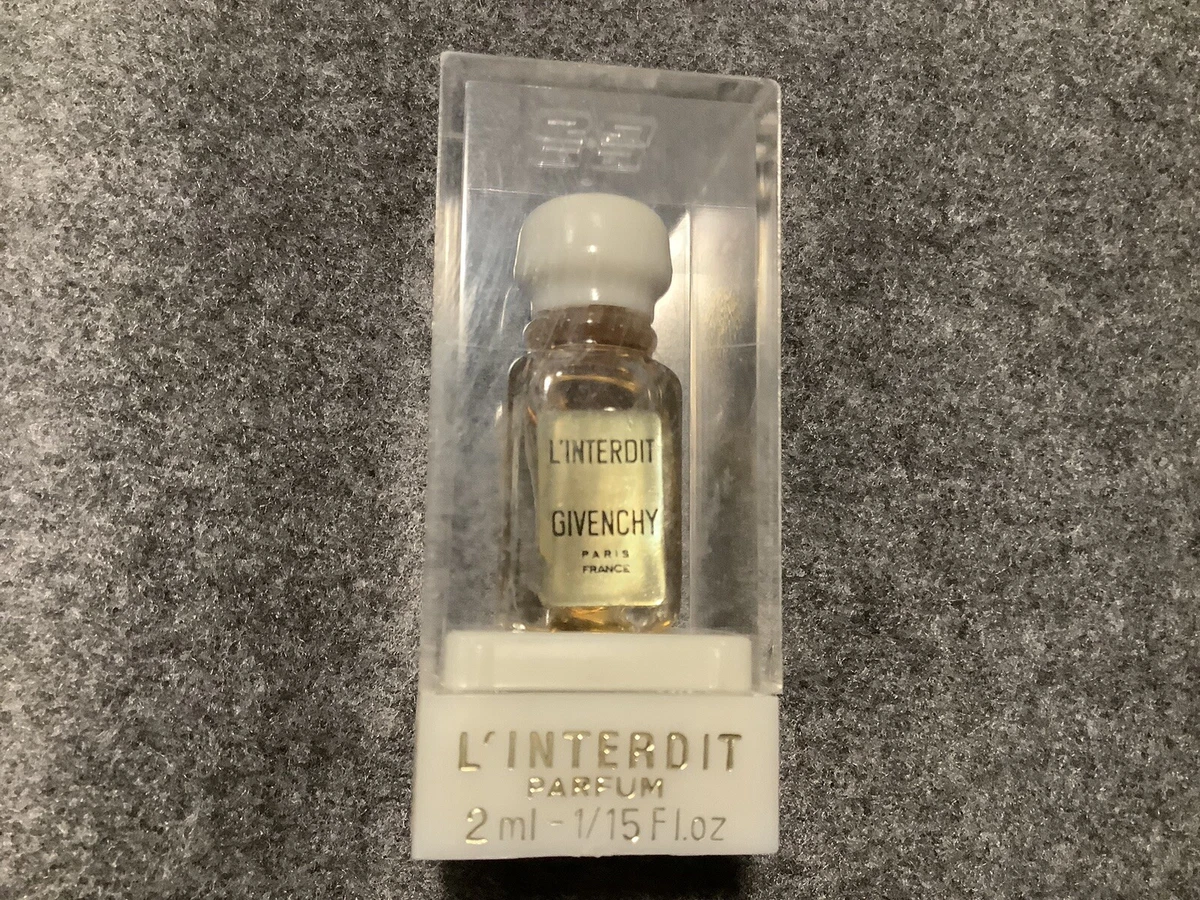 L'INTERDIT
GIVENCHY
PARIS
FRANCE
L'INTERDIT
PARFUM
2 ml - 1/15 Fl.oz